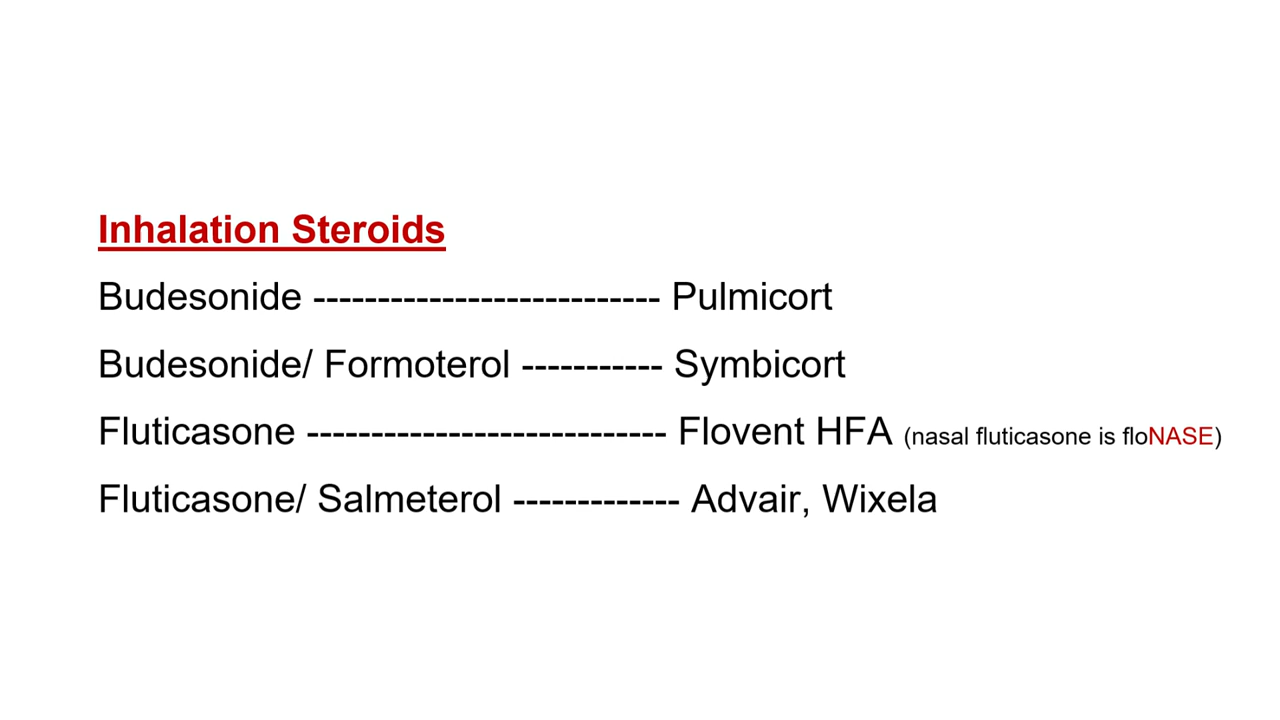 Inhalation Steroids
Budesonide --------------------------- Pulmicort
Budesonide/ Formoterol ----------- Symbicort
Fluticasone ---------------------------- Flovent HFA (nasal fluticasone is floNASE)
Fluticasone/ Salmeterol ------------- Advair, Wixela